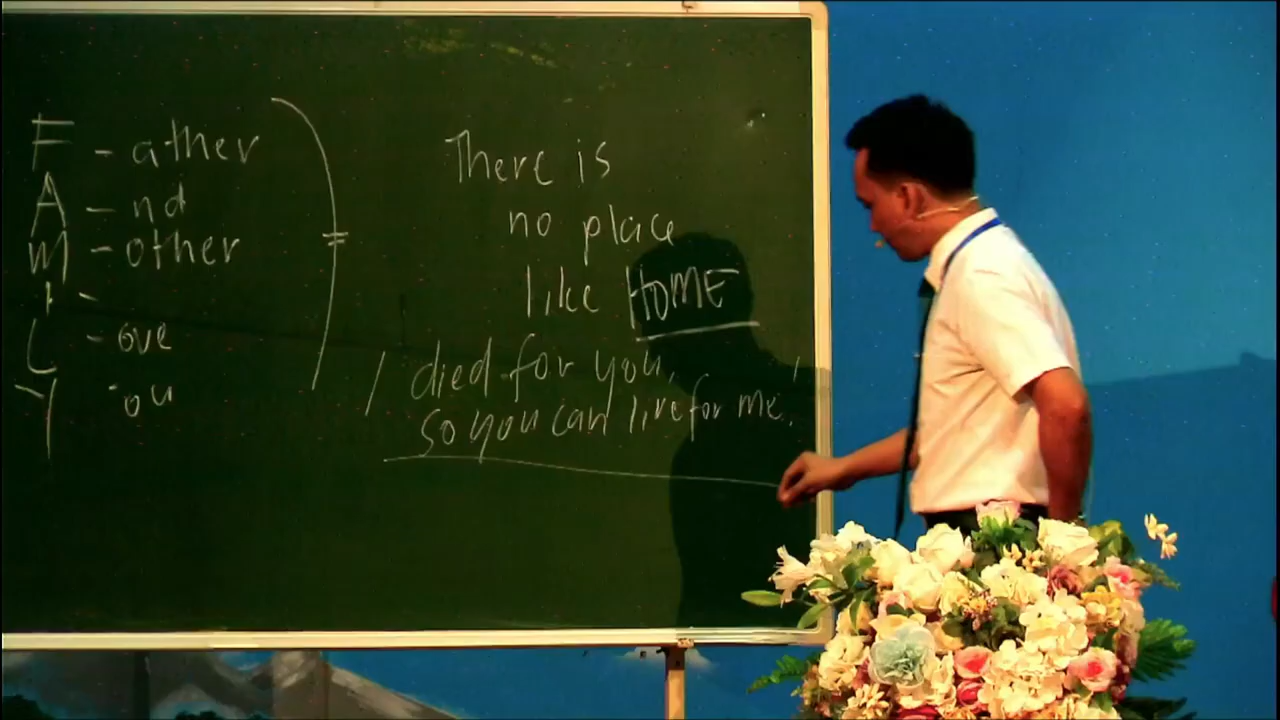 F - ather
A - nd
M - other
I -
L - ove
Y - ou
There is
no place
like HOME
I died for you,
so you can live for me.